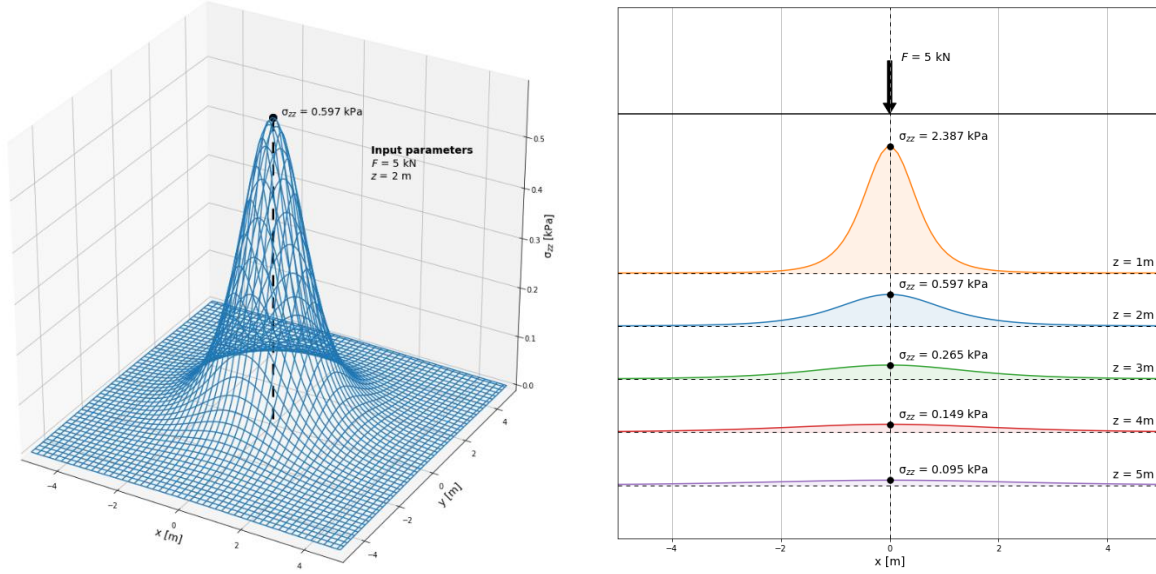 σzz = 0.597 kPa
Input parameters
F = 5 kN
z = 2 m
0.5
0.4
0.3
0.2
0.1
0.0
σzz [kPa]
−4
−2
0
2
4
x [m]
−4
−2
0
2
4
y [m]
F = 5 kN
σzz = 2.387 kPa
z = 1m
σzz = 0.597 kPa
z = 2m
σzz = 0.265 kPa
z = 3m
σzz = 0.149 kPa
z = 4m
σzz = 0.095 kPa
z = 5m
−4
−2
0
2
4
x [m]